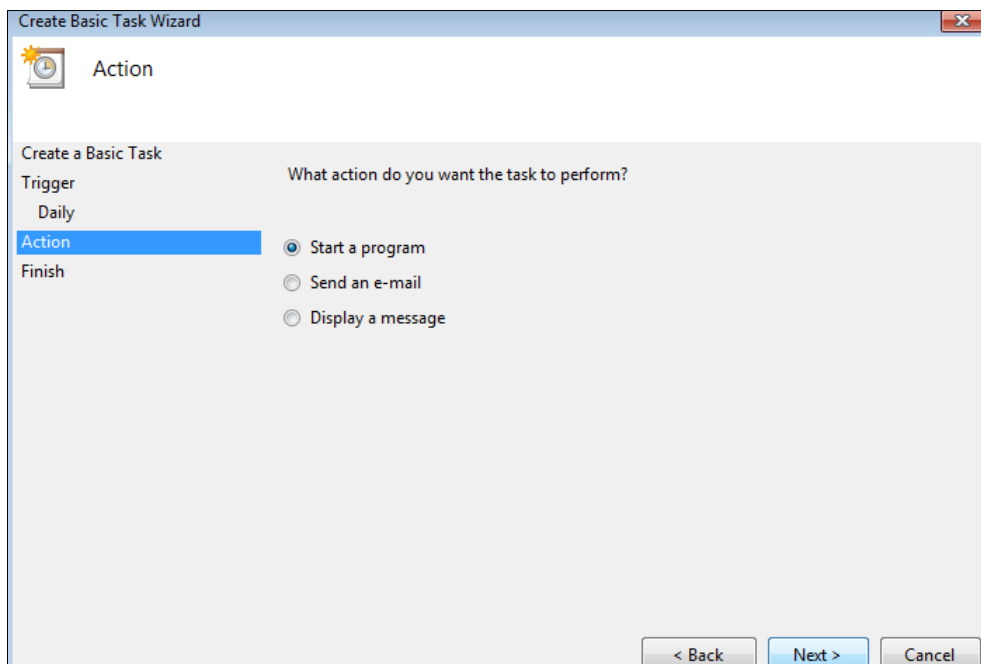 Create Basic Task Wizard
Action
Create a Basic Task
Trigger
Daily
Action
Finish
What action do you want the task to perform?
Start a program
Send an e-mail
Display a message
< Back
Next >
Cancel